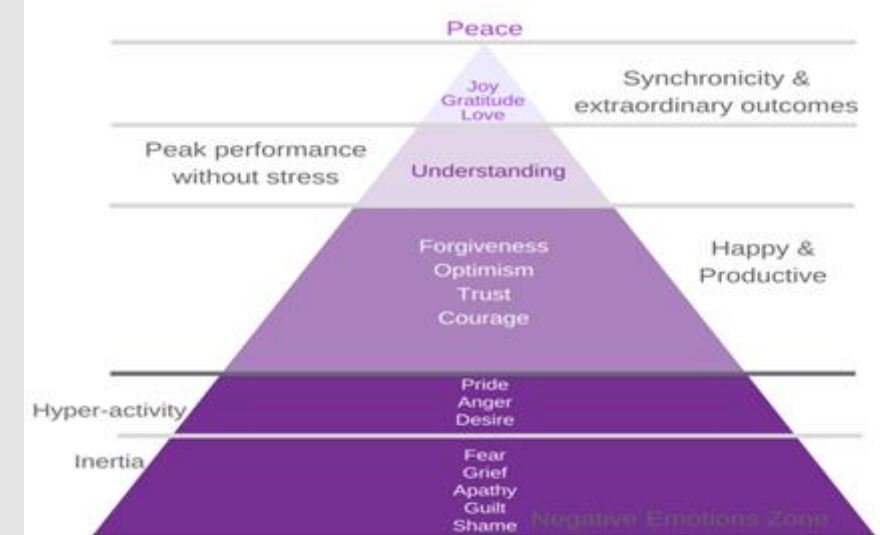 Peace
Joy
Gratitude
Love
Synchronicity &
extraordinary outcomes
Peak performance
without stress
Understanding
Forgiveness
Optimism
Trust
Courage
Happy &
Productive
Pride
Anger
Desire
Hyper-activity
Inertia
Fear
Grief
Apathy
Guilt
Shame
Negative Emotions Zone